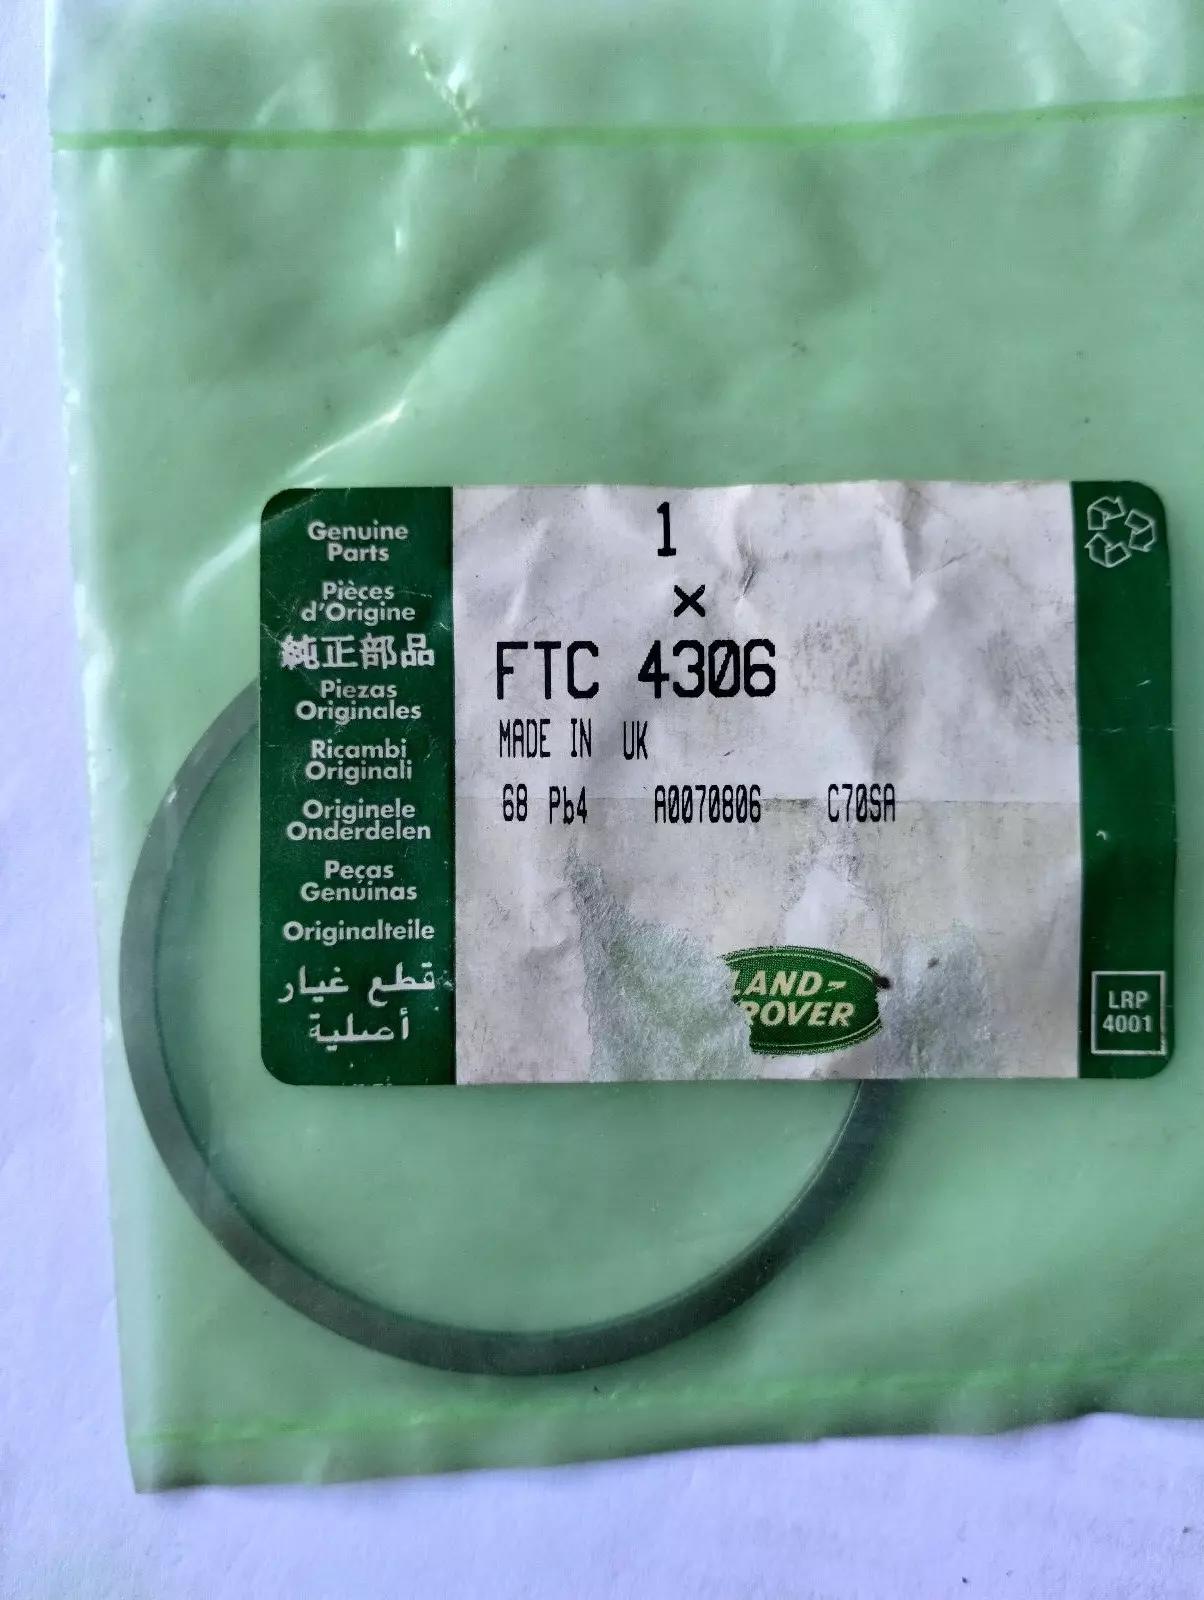 Genuine
Parts
Pièces
d'Origine
純正部品
Piezas
Originales
Ricambi
Originali
Originele
Onderdelen
Peças
Genuinas
Originalteile
قطع غيار
أصلية
1
×
FTC 4306
MADE IN UK
68 Pb4 A0070806 C70SA
LAND-
ROVER
LRP
4001